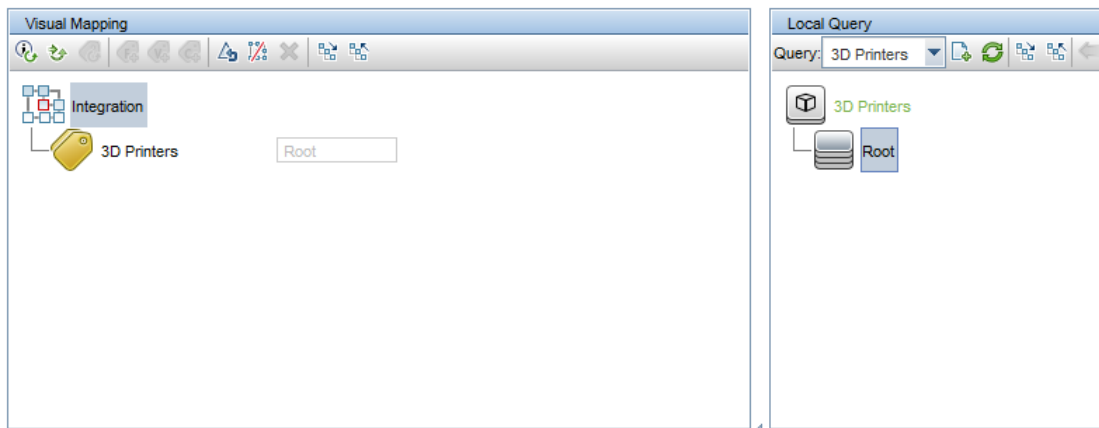 Visual Mapping
Integration
3D Printers
Root
Local Query
Query: 3D Printers
3D Printers
Root